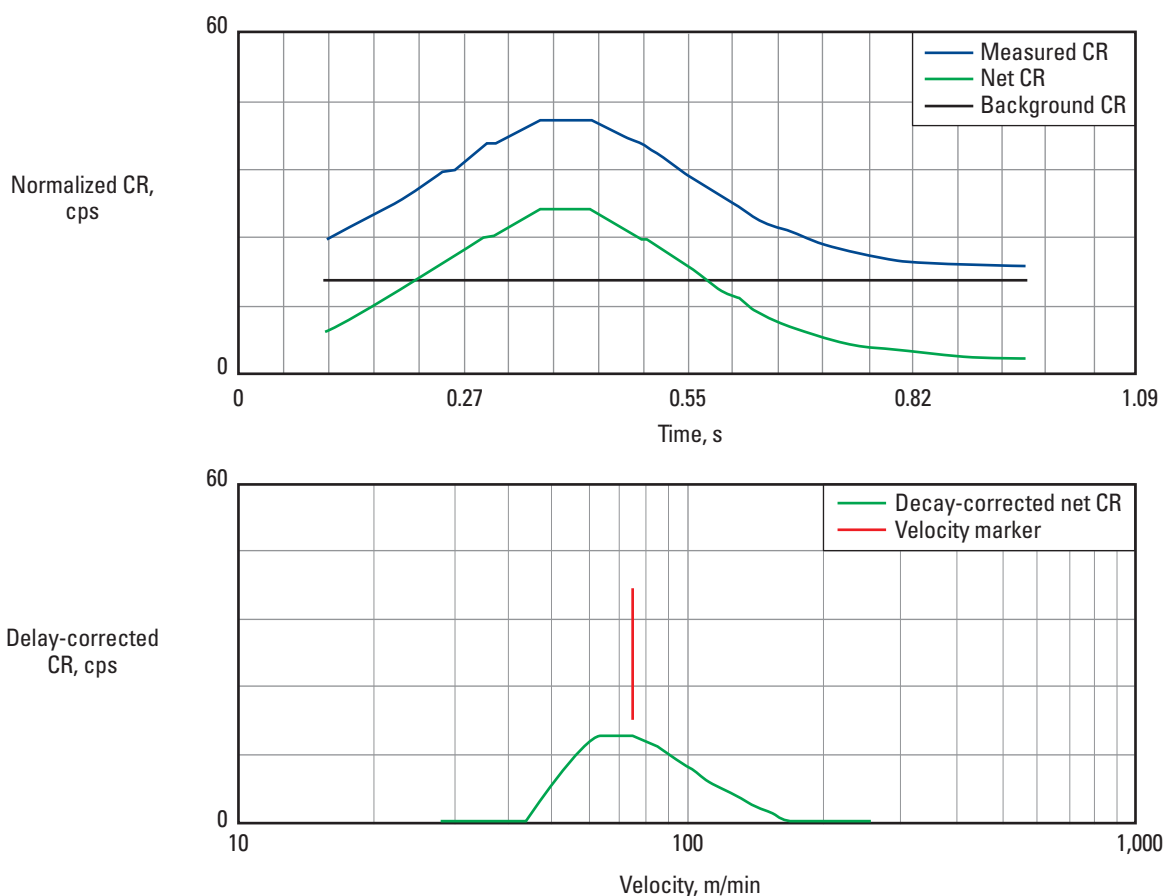 60
Measured CR
Net CR
Background CR
Normalized CR,
cps
0
0
0.27
0.55
0.82
1.09
Time, s
60
Decay-corrected net CR
Velocity marker
Delay-corrected
CR, cps
0
10
100
1,000
Velocity, m/min